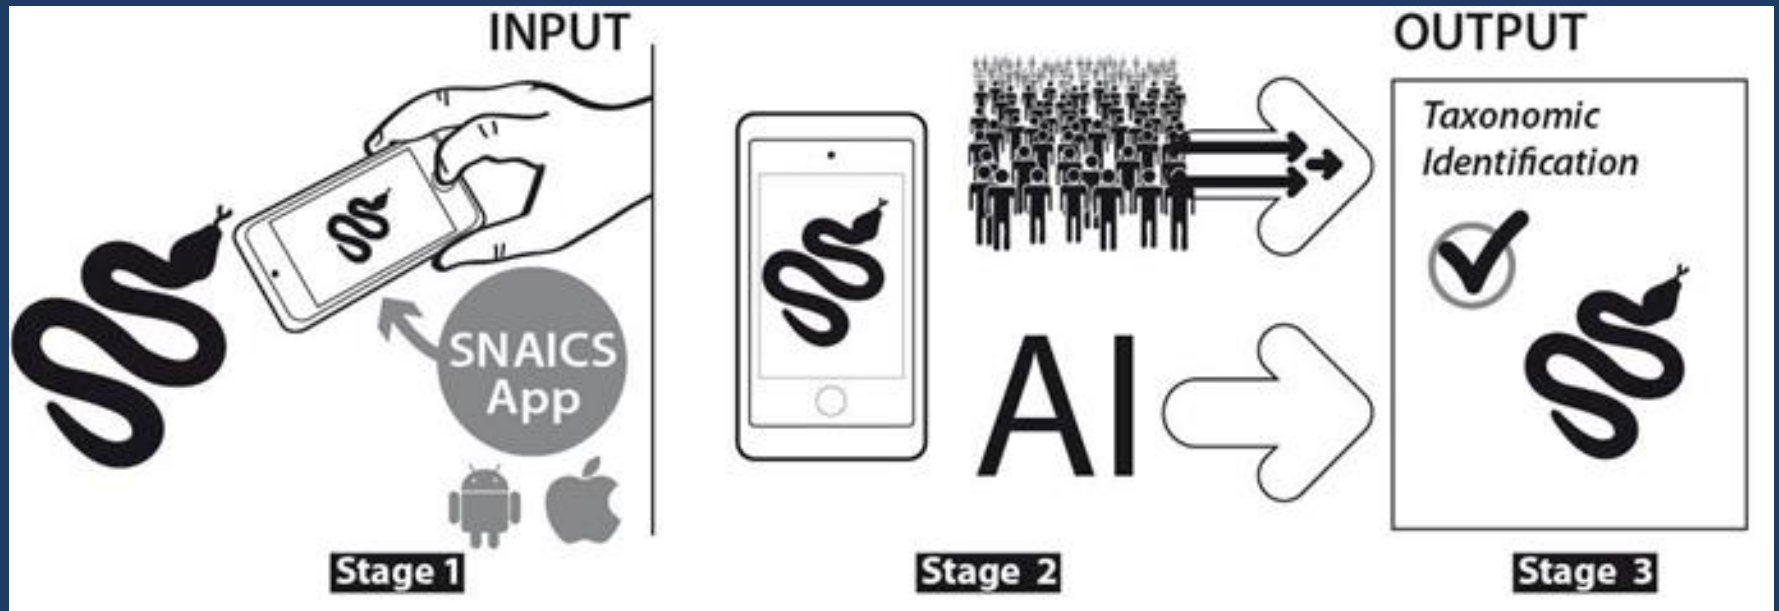 INPUT
OUTPUT
Taxonomic
Identification
SNAICS
App
AI
Stage 1
Stage 2
Stage 3